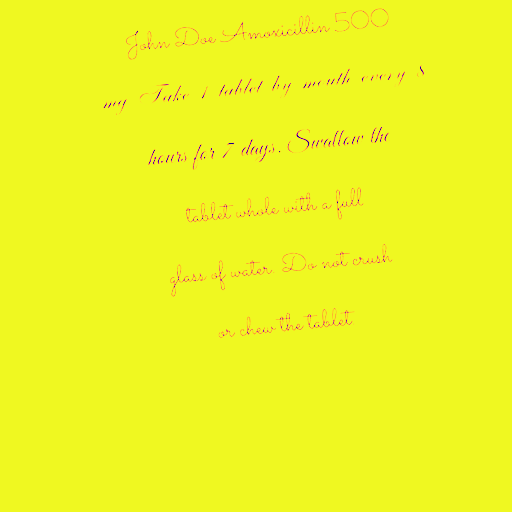 John Doe Amoxicillin 500
mg Take 1 tablet by mouth every 8
hours for 7 days. Swallow the
tablet whole with a full
glass of water. Do not crush
or chew the tablet